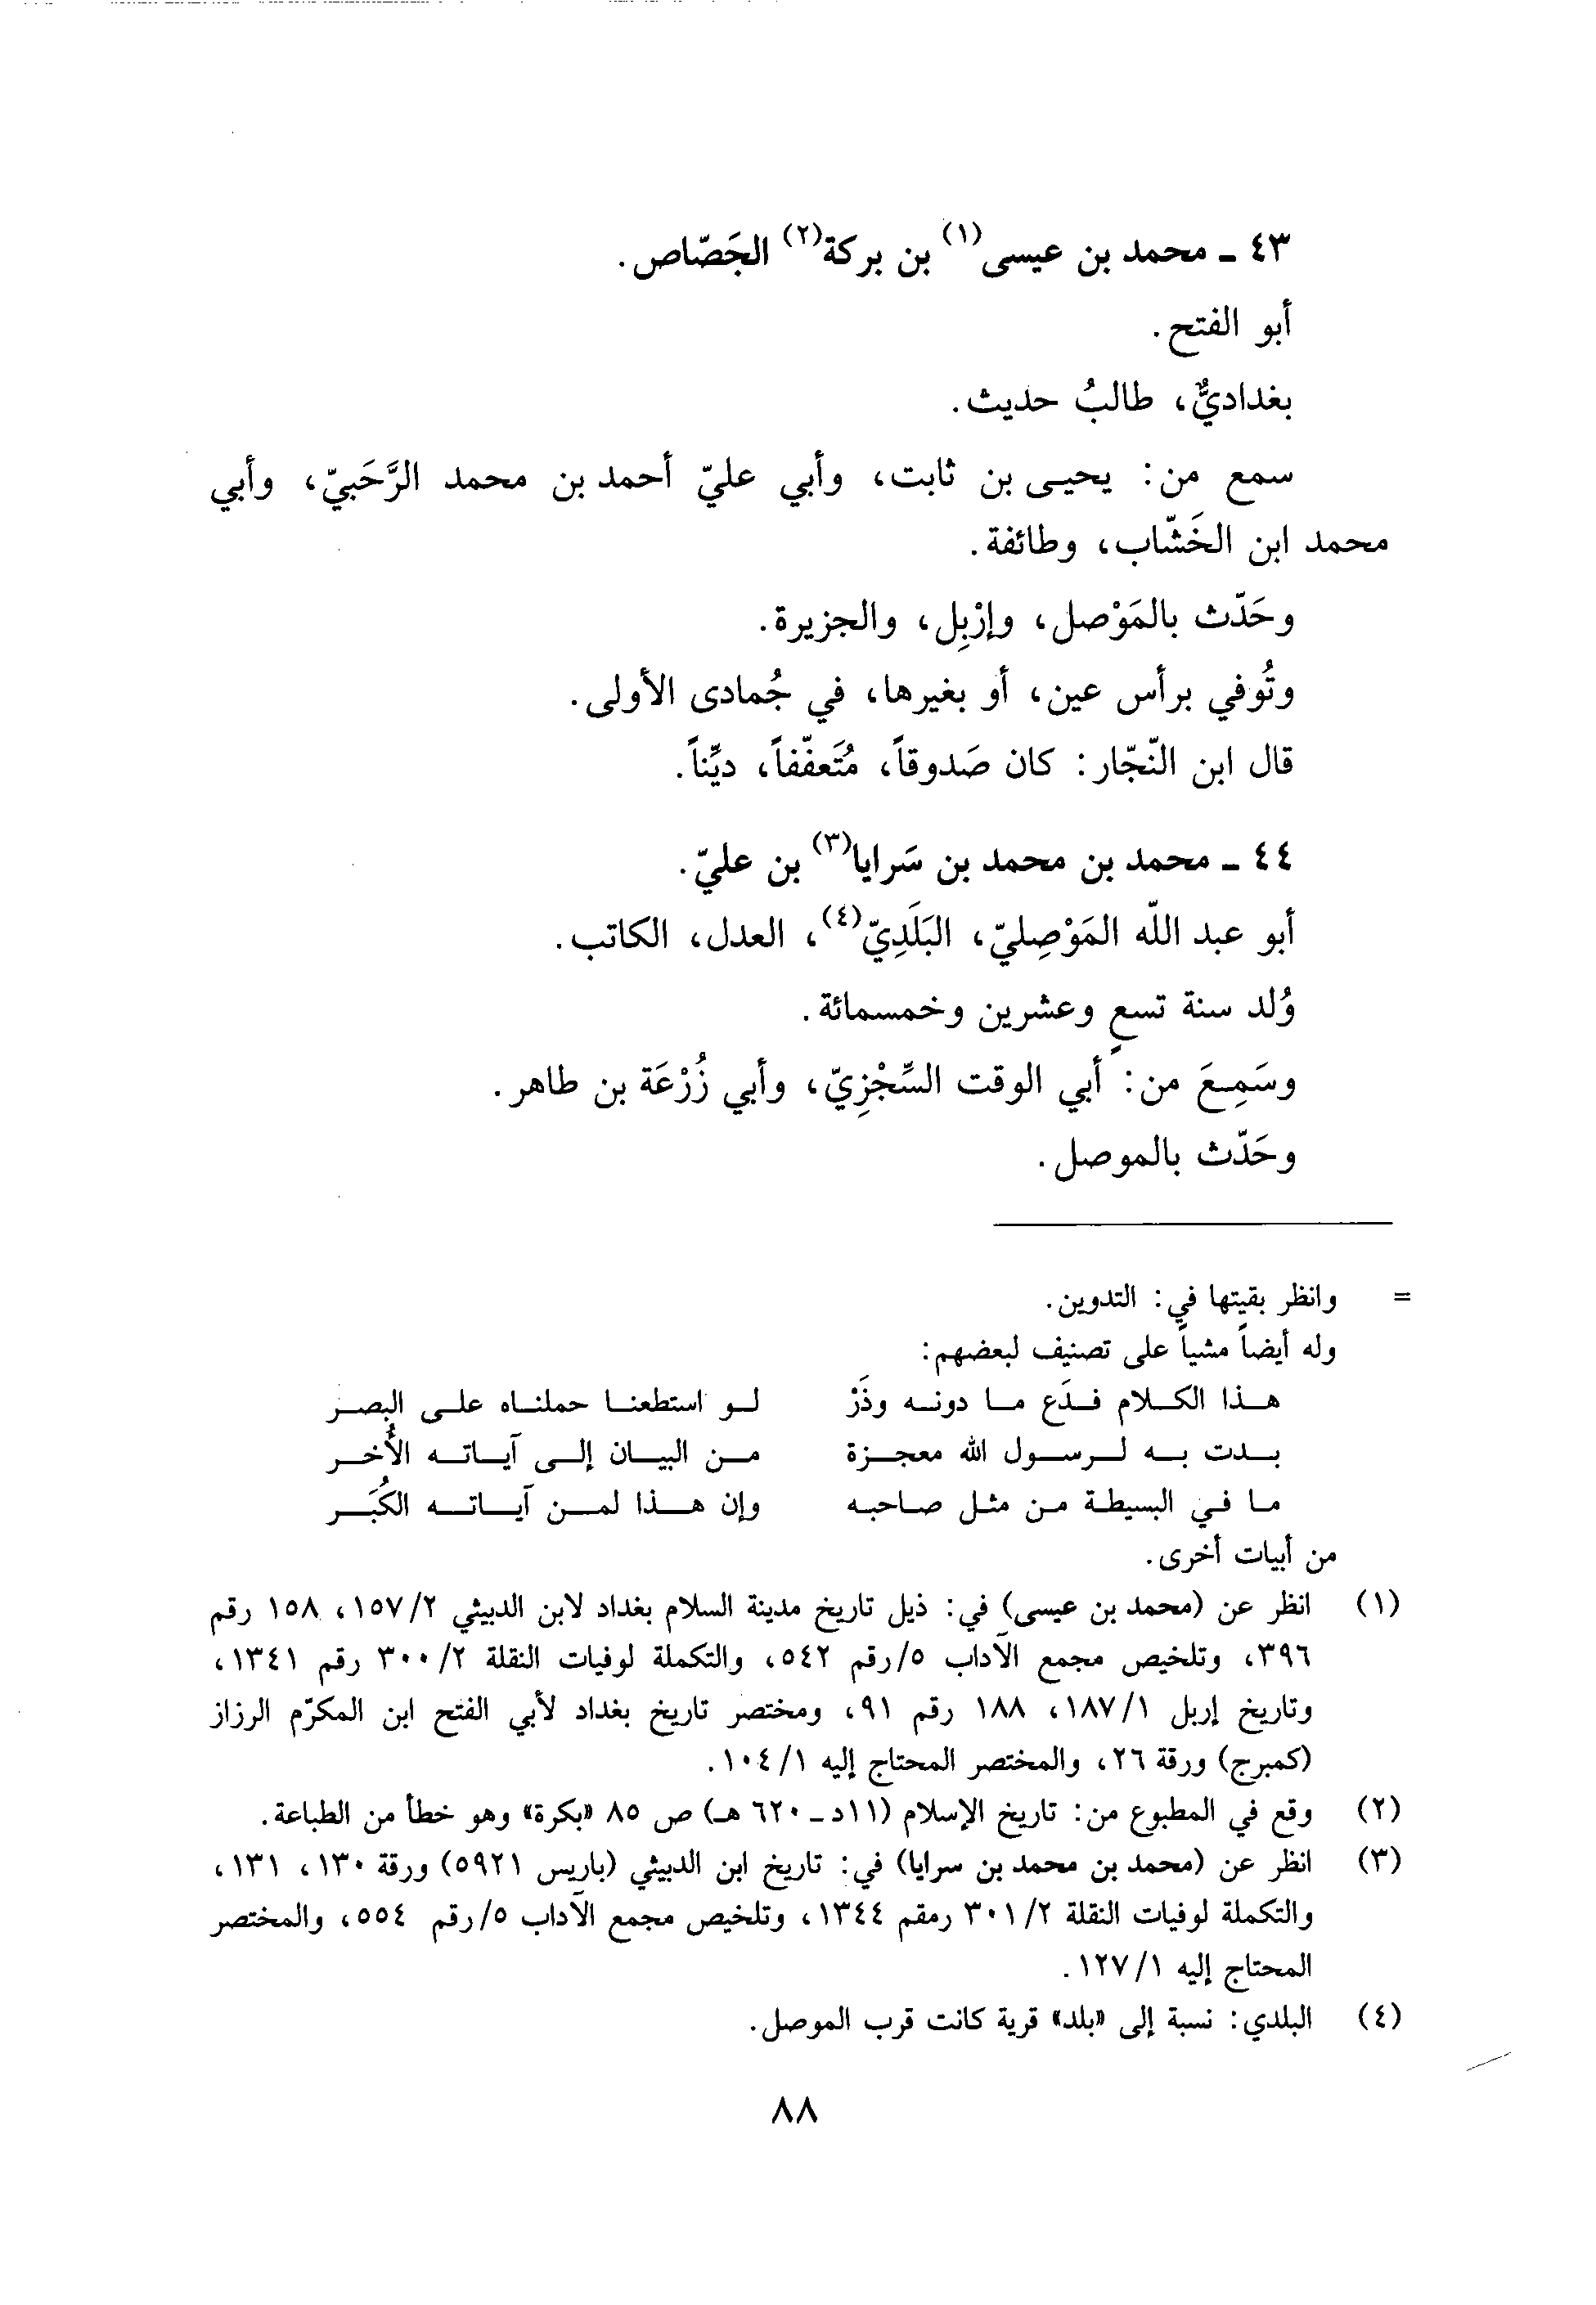 ٤٣ ـ محمد بن عيسى(١) بن بركة(٢) الجَصّاص.
أبو الفتح.
بغداديٌّ، طالبُ حديث.
سمع من: يحيى بن ثابت، وأبي عليّ أحمد بن محمد الرَّحَبيّ، وأبي
محمد ابن الخَشّاب، وطائفة.
وحَدّث بالمَوْصل، وإرْبِل، والجزيرة.
وتُوفي برأس عين، أو بغيرها، في جُمادى الأولى.
قال ابن النّجّار: كان صَدوقاً، مُتَعفّفاً، ديِّناً.
٤٤ ـ محمد بن محمد بن سَرايا(٣) بن عليّ.
أبو عبد اللّه المَوْصِليّ، البَلَدِيّ(٤)، العدل، الكاتب.
وُلد سنة تسعٍ وعشرين وخمسمائة.
وسَمِعَ من: أبي الوقت السِّجْزِيّ، وأبي زُرْعَة بن طاهر.
وحَدّث بالموصل.
= وانظر بقيتها في: التدوين.
وله أيضاً مشياً على تصنيف لبعضهم:
هـذا الكـلام فـدَع مـا دونـه وذَرْ لـو استطعنـا حملنـاه علـى البصـر
بـدت بـه لـرسـول الله معجـزة مـن البيـان إلـى آيـاتـه الأُخـر
مـا فـي البسيطـة مـن مثـل صـاحبـه وإن هـذا لمـن آيـاتـه الكُبَـر
من أبيات أخرى.
(١) انظر عن (محمد بن عيسى) في: ذيل تاريخ مدينة السلام بغداد لابن الدبيثي ١٥٧/٢، ١٥٨ رقم
٣٩٦، وتلخيص مجمع الآداب ٥/رقم ٥٤٢، والتكملة لوفيات النقلة ٣٠٠/٢ رقم ١٣٤١،
وتاريخ إربل ١٨٧/١، ١٨٨ رقم ٩١، ومختصر تاريخ بغداد لأبي الفتح ابن المكرّم الرزاز
(كمبرج) ورقة ٢٦، والمختصر المحتاج إليه ١٠٤/١.
(٢) وقع في المطبوع من: تاريخ الإسلام (١١د ـ ٦٢٠ هـ) ص ٨٥ «بكرة» وهو خطأ من الطباعة.
(٣) انظر عن (محمد بن محمد بن سرايا) في: تاريخ ابن الدبيثي (باريس ٥٩٢١) ورقة ١٣٠، ١٣١،
والتكملة لوفيات النقلة ٣٠١/٢ رمقم ١٣٤٤، وتلخيص مجمع الآداب ٥/رقم ٥٥٤، والمختصر
المحتاج إليه ١٢٧/١.
(٤) البلدي: نسبة إلى «بلد» قرية كانت قرب الموصل.
٨٨